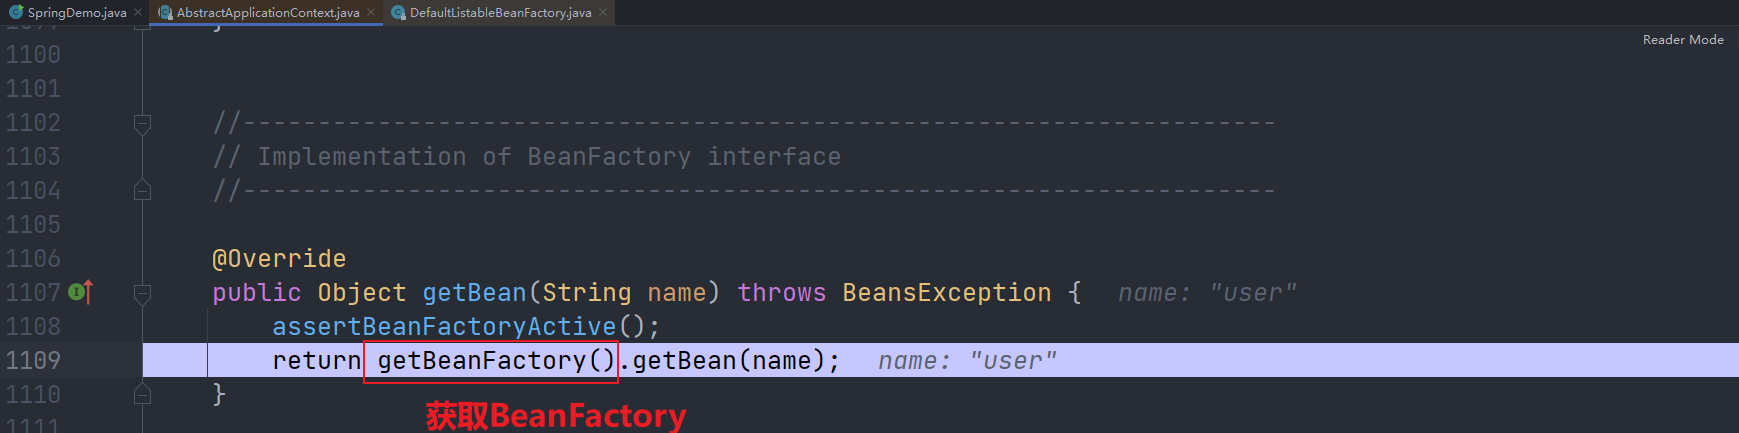 SpringDemo.java × AbstractApplicationContext.java × DefaultListableBeanFactory.java ×
Reader Mode
1099 }
1100
1101
1102 //---------------------------------------------------------------------
1103 // Implementation of BeanFactory interface
1104 //---------------------------------------------------------------------
1105
1106 @Override
1107 public Object getBean(String name) throws BeansException { name: "user"
1108 assertBeanFactoryActive();
1109 return getBeanFactory().getBean(name); name: "user"
1110 }
获取BeanFactory
1111